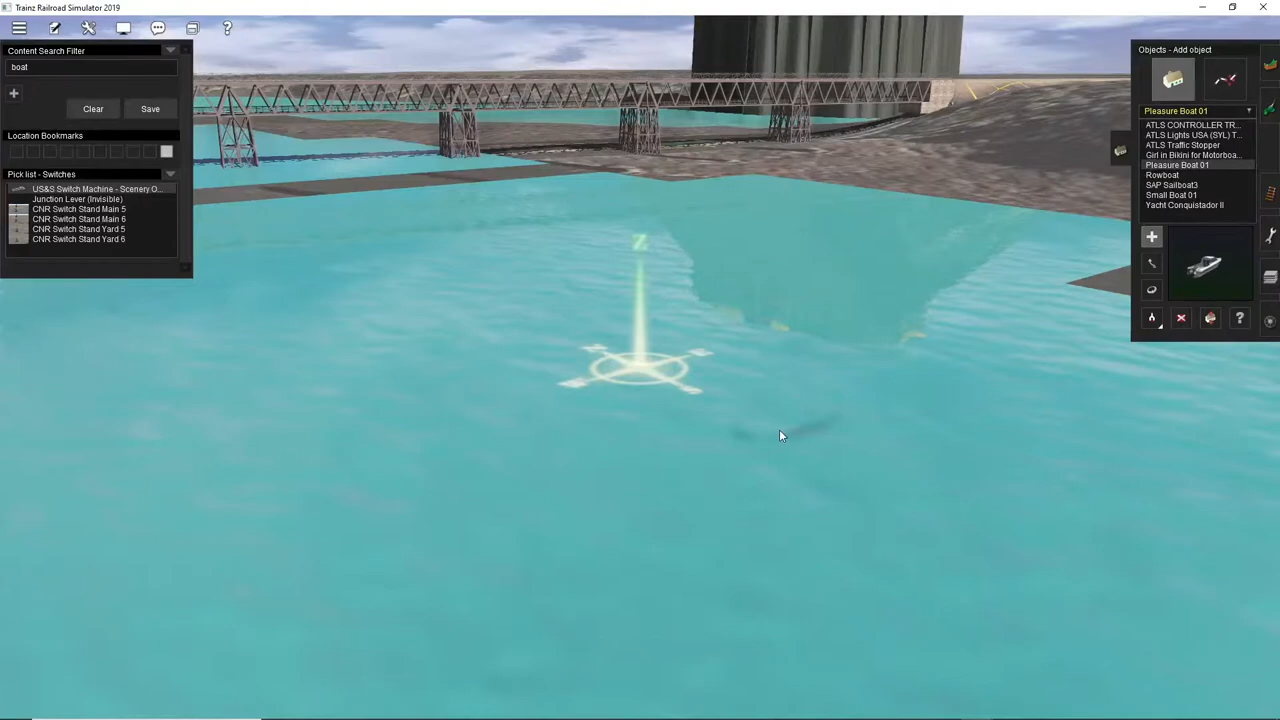 Trainz Railroad Simulator 2019
Content Search Filter
boat
Clear
Save
Location Bookmarks
Pick list - Switches
US&S Switch Machine - Scenery O...
Junction Lever (Invisible)
CNR Switch Stand Main 5
CNR Switch Stand Main 6
CNR Switch Stand Yard 5
CNR Switch Stand Yard 6
Objects - Add object
Pleasure Boat 01
ATLS CONTROLLER TR...
ATLS Lights USA (SYL) T...
ATLS Traffic Stopper
Girl in Bikini for Motorboa...
Pleasure Boat 01
Rowboat
SAP Sailboat3
Small Boat 01
Yacht Conquistador II